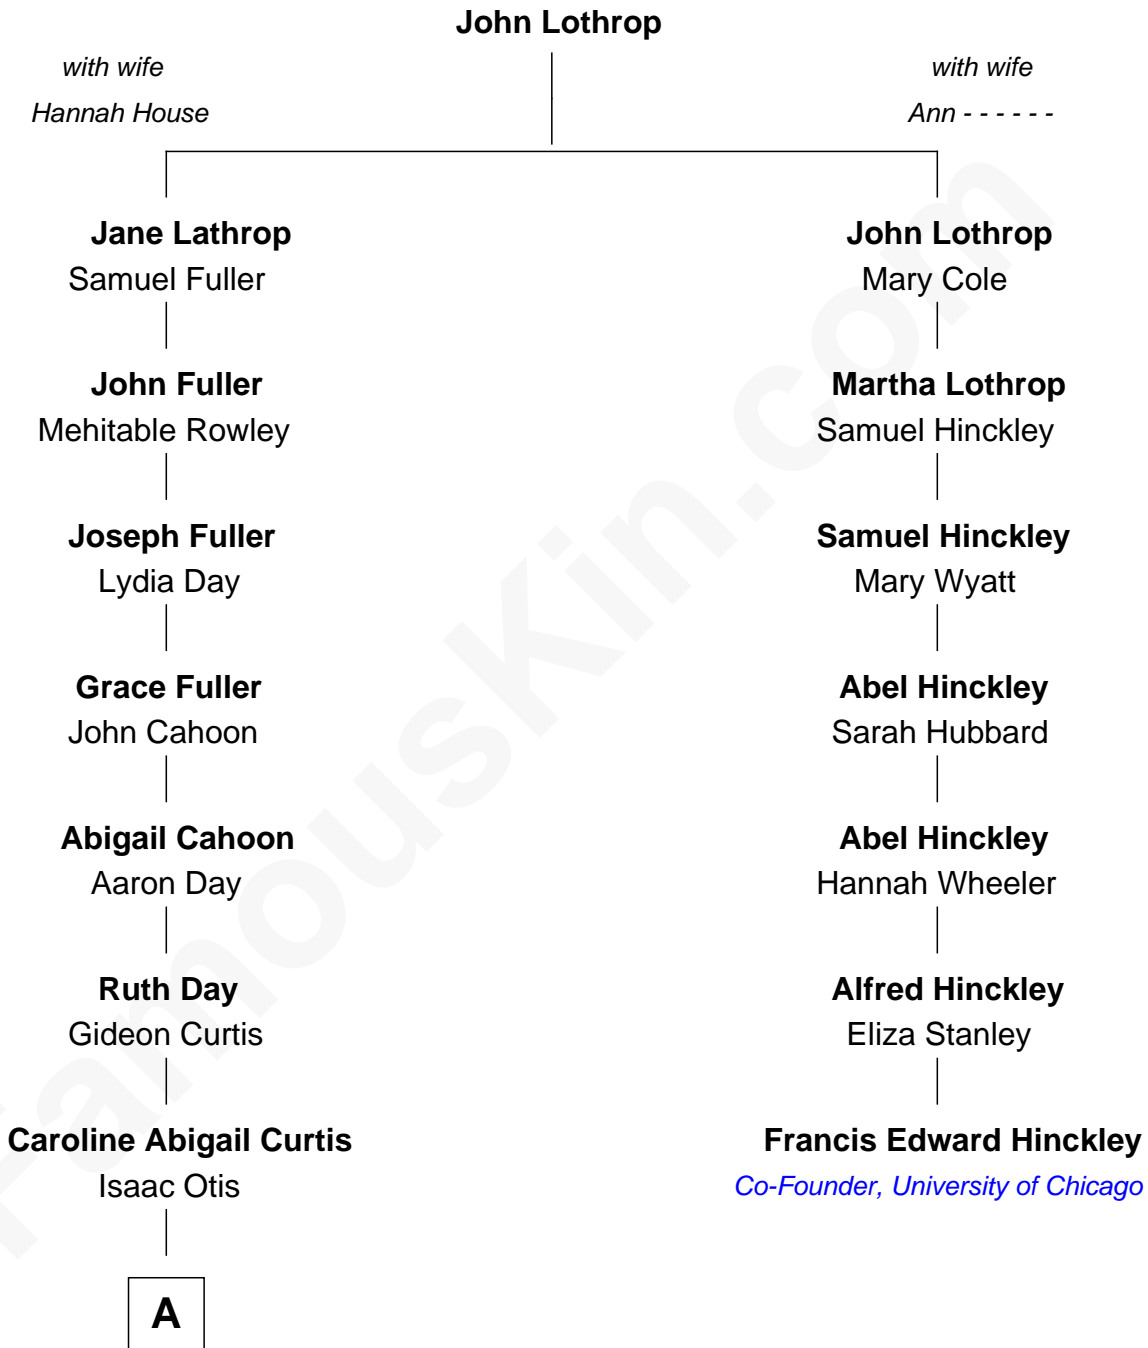 John Lothrop
with wife
Hannah House
with wife
Ann - - - - - -
Jane Lathrop
Samuel Fuller
John Lothrop
Mary Cole
John Fuller
Mehitable Rowley
Martha Lothrop
Samuel Hinckley
Joseph Fuller
Lydia Day
Samuel Hinckley
Mary Wyatt
Grace Fuller
John Cahoon
Abel Hinckley
Sarah Hubbard
Abigail Cahoon
Aaron Day
Abel Hinckley
Hannah Wheeler
Ruth Day
Gideon Curtis
Alfred Hinckley
Eliza Stanley
Caroline Abigail Curtis
Isaac Otis
Francis Edward Hinckley
Co-Founder, University of Chicago
A
FamousKin.com